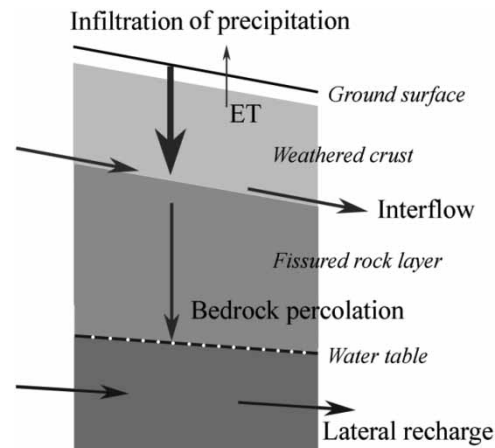 Infiltration of precipitation
ET
Ground surface
Weathered crust
Interflow
Fissured rock layer
Bedrock percolation
Water table
Lateral recharge